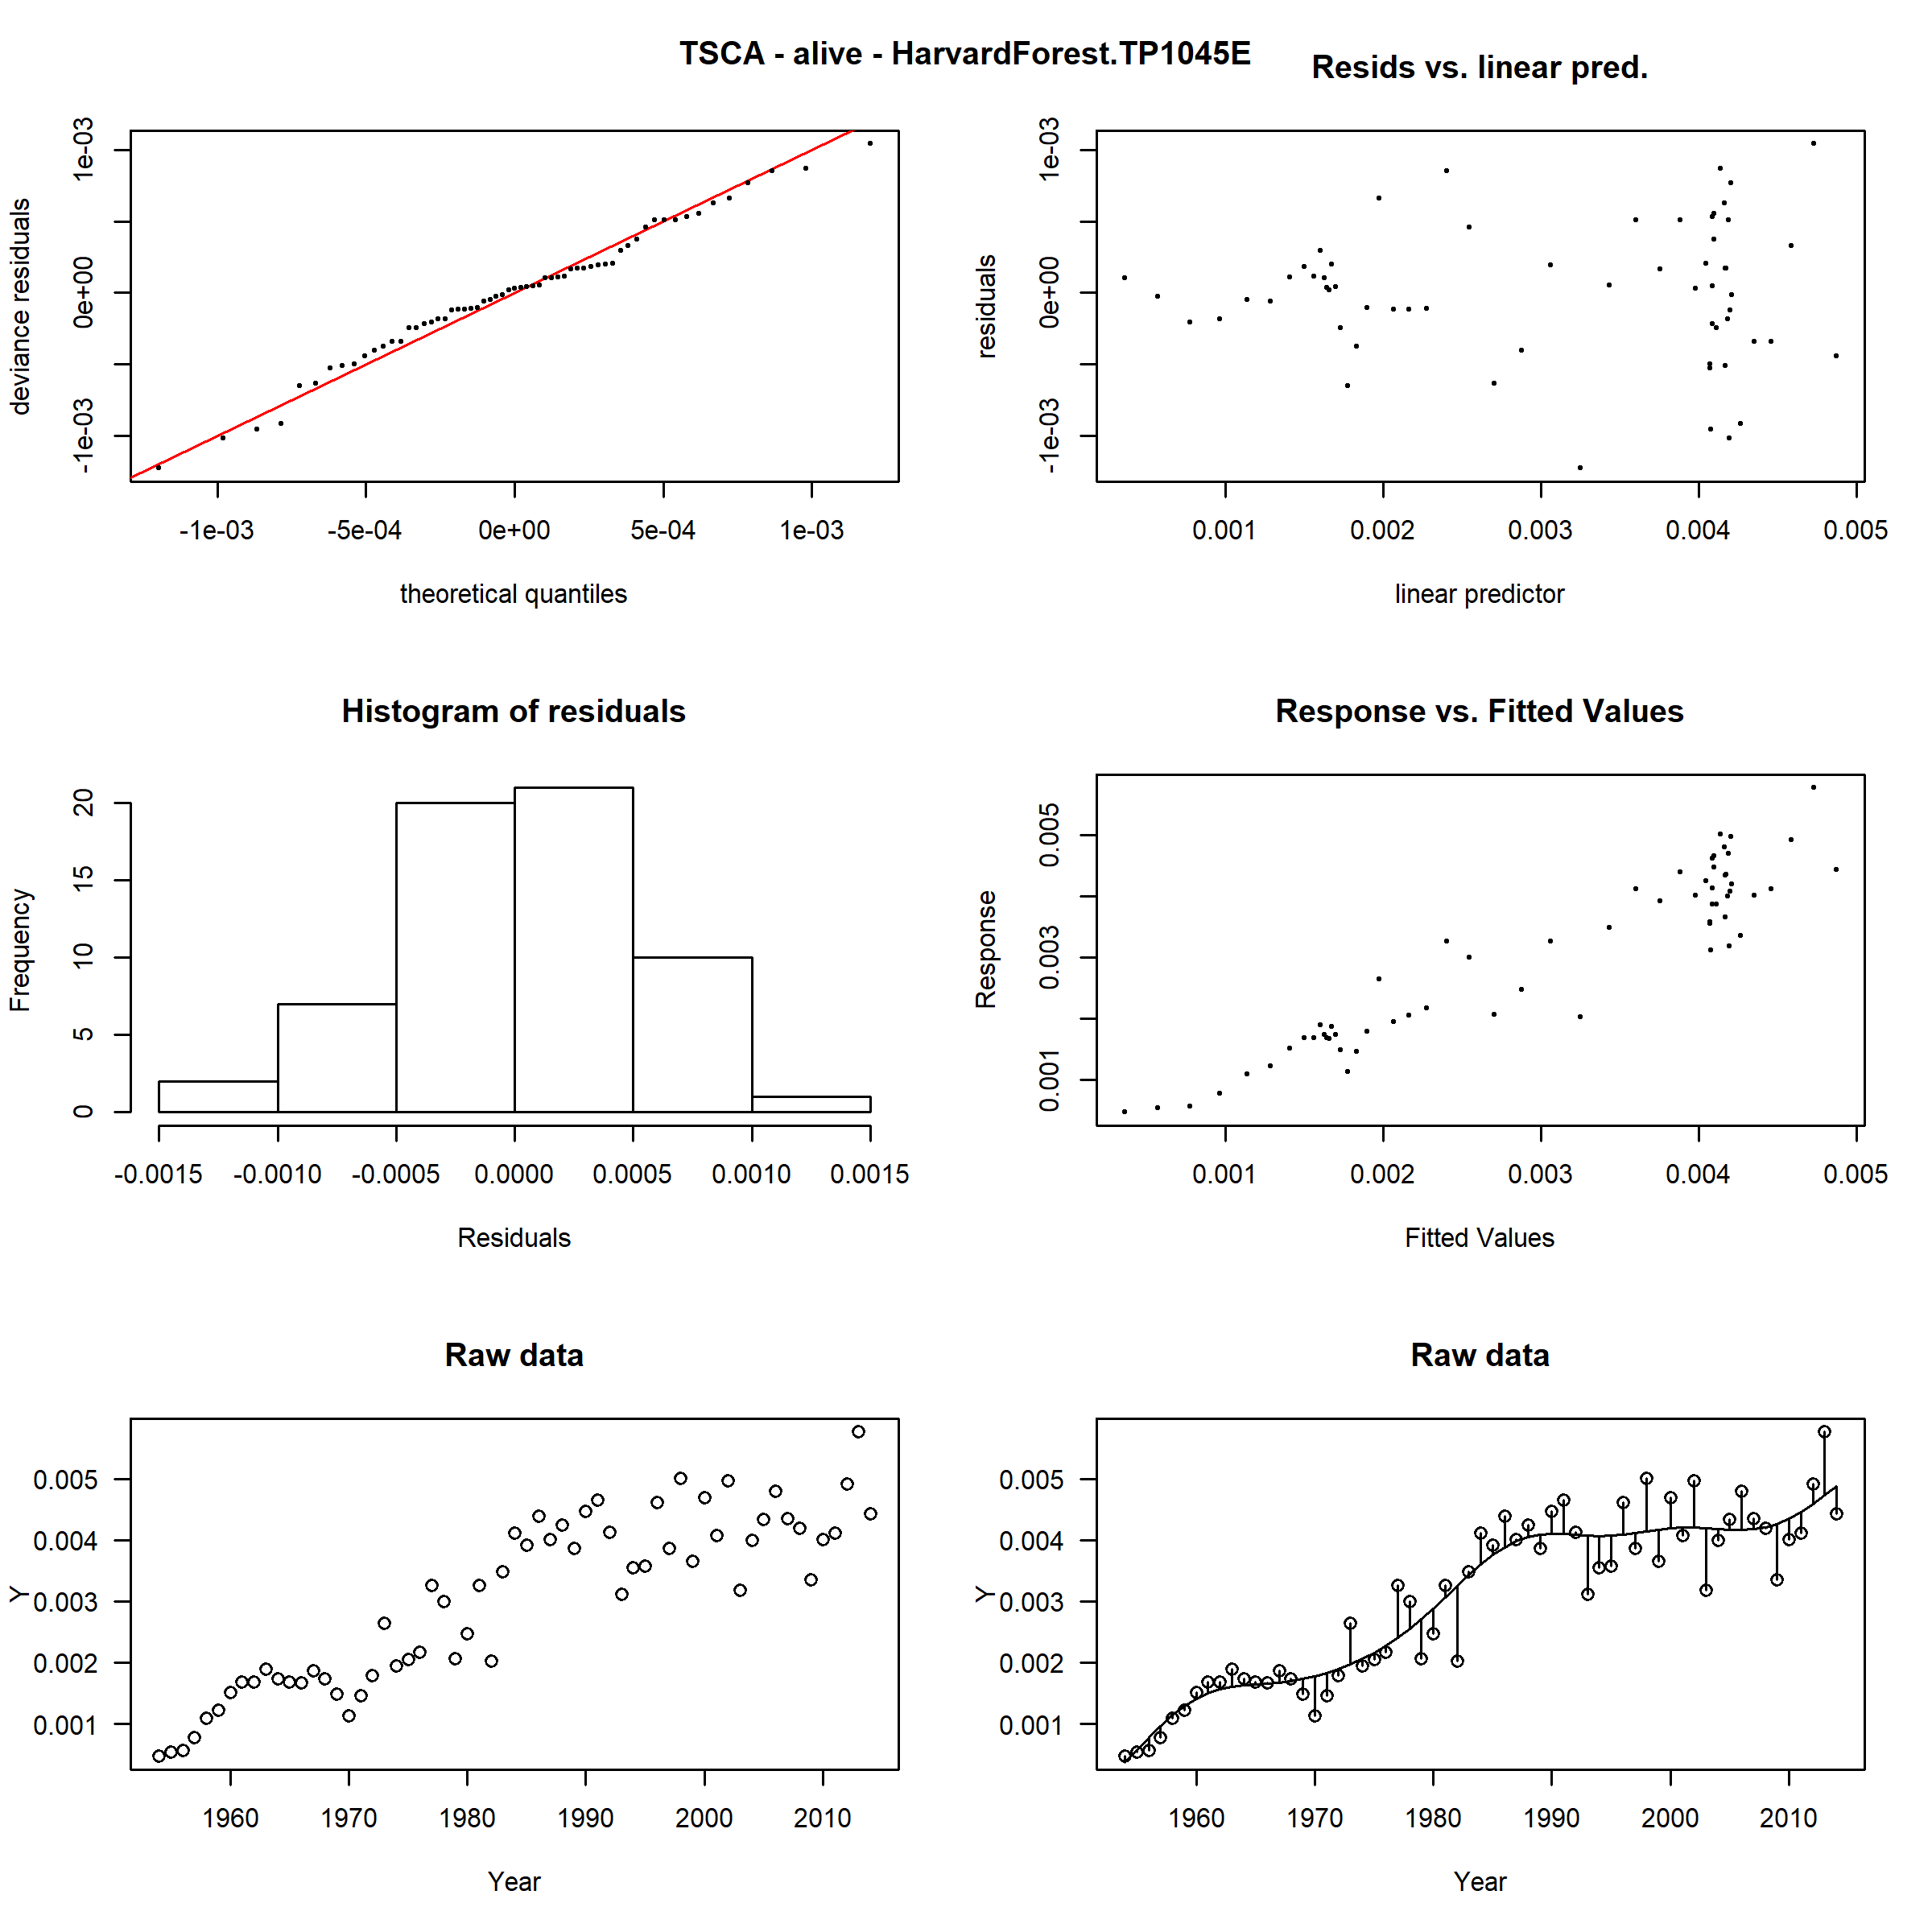 TSCA - alive - HarvardForest.TP1045E
Resids vs. linear pred.
deviance residuals
-1e-03 0e+00 1e-03
-1e-03 -5e-04 0e+00 5e-04 1e-03
theoretical quantiles
residuals
-1e-03 0e+00 1e-03
0.001 0.002 0.003 0.004 0.005
linear predictor
Histogram of residuals
Frequency
0 5 10 15 20
-0.0015 -0.0010 -0.0005 0.0000 0.0005 0.0010 0.0015
Residuals
Response vs. Fitted Values
Response
0.001 0.003 0.005
0.001 0.002 0.003 0.004 0.005
Fitted Values
Raw data
Y
0.005
0.004
0.003
0.002
0.001
1960 1970 1980 1990 2000 2010
Year
Raw data
Y
0.005
0.004
0.003
0.002
0.001
1960 1970 1980 1990 2000 2010
Year